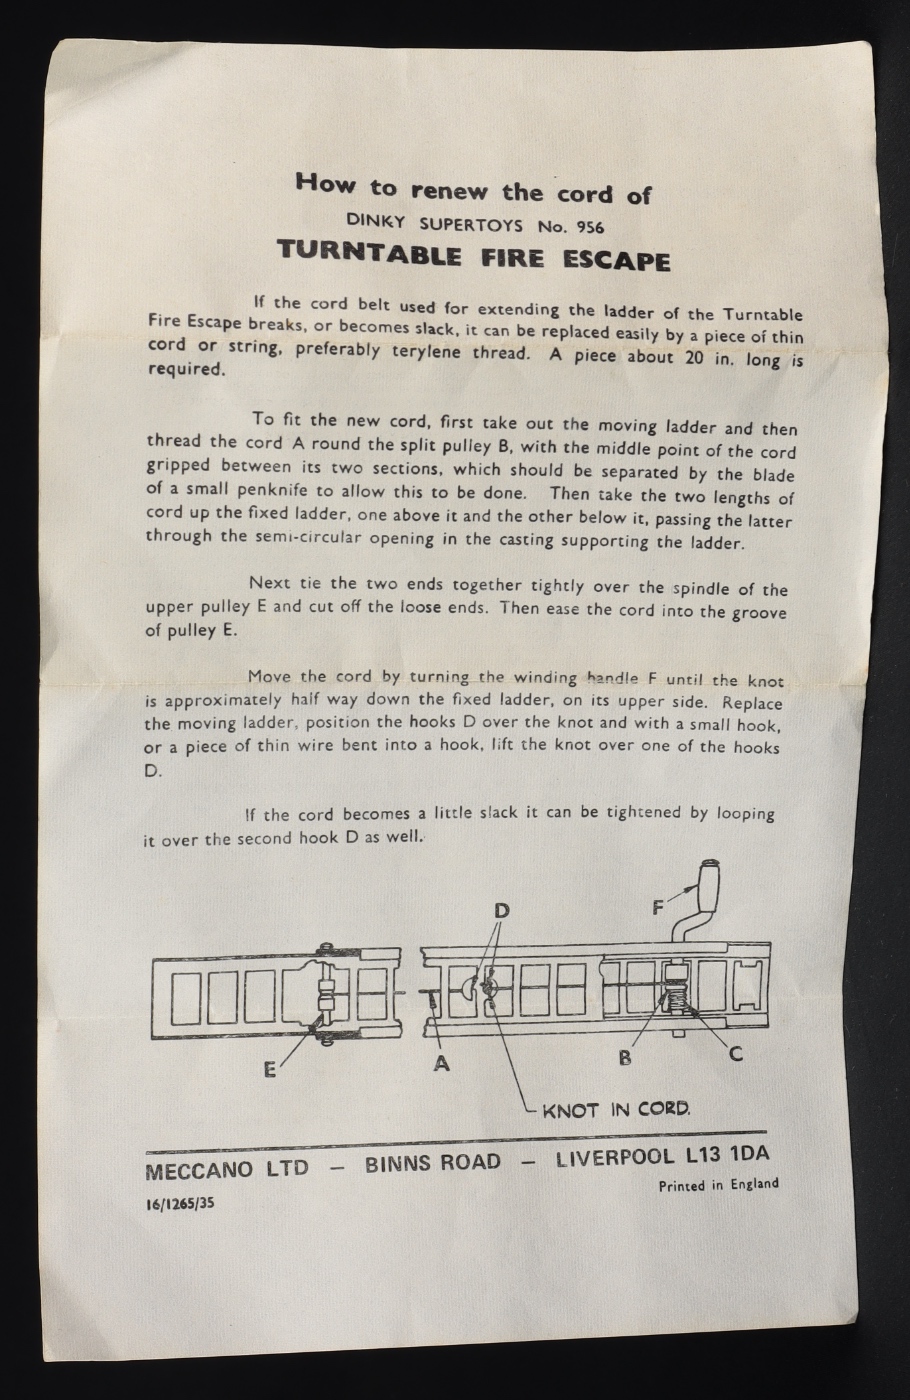 How to renew the cord of
DINKY SUPERTOYS No. 956
TURNTABLE FIRE ESCAPE
If the cord belt used for extending the ladder of the Turntable
Fire Escape breaks, or becomes slack, it can be replaced easily by a piece of thin
cord or string, preferably terylene thread. A piece about 20 in. long is
required.
To fit the new cord, first take out the moving ladder and then
thread the cord A round the split pulley B, with the middle point of the cord
gripped between its two sections, which should be separated by the blade
of a small penknife to allow this to be done. Then take the two lengths of
cord up the fixed ladder, one above it and the other below it, passing the latter
through the semi-circular opening in the casting supporting the ladder.
Next tie the two ends together tightly over the spindle of the
upper pulley E and cut off the loose ends. Then ease the cord into the groove
of pulley E.
Move the cord by turning the winding handle F until the knot
is approximately half way down the fixed ladder, on its upper side. Replace
the moving ladder, position the hooks D over the knot and with a small hook,
or a piece of thin wire bent into a hook, lift the knot over one of the hooks
D.
If the cord becomes a little slack it can be tightened by looping
it over the second hook D as well.
F
D
E
A
B
C
KNOT IN CORD.
MECCANO LTD — BINNS ROAD — LIVERPOOL L13 1DA
16/1265/35
Printed in England